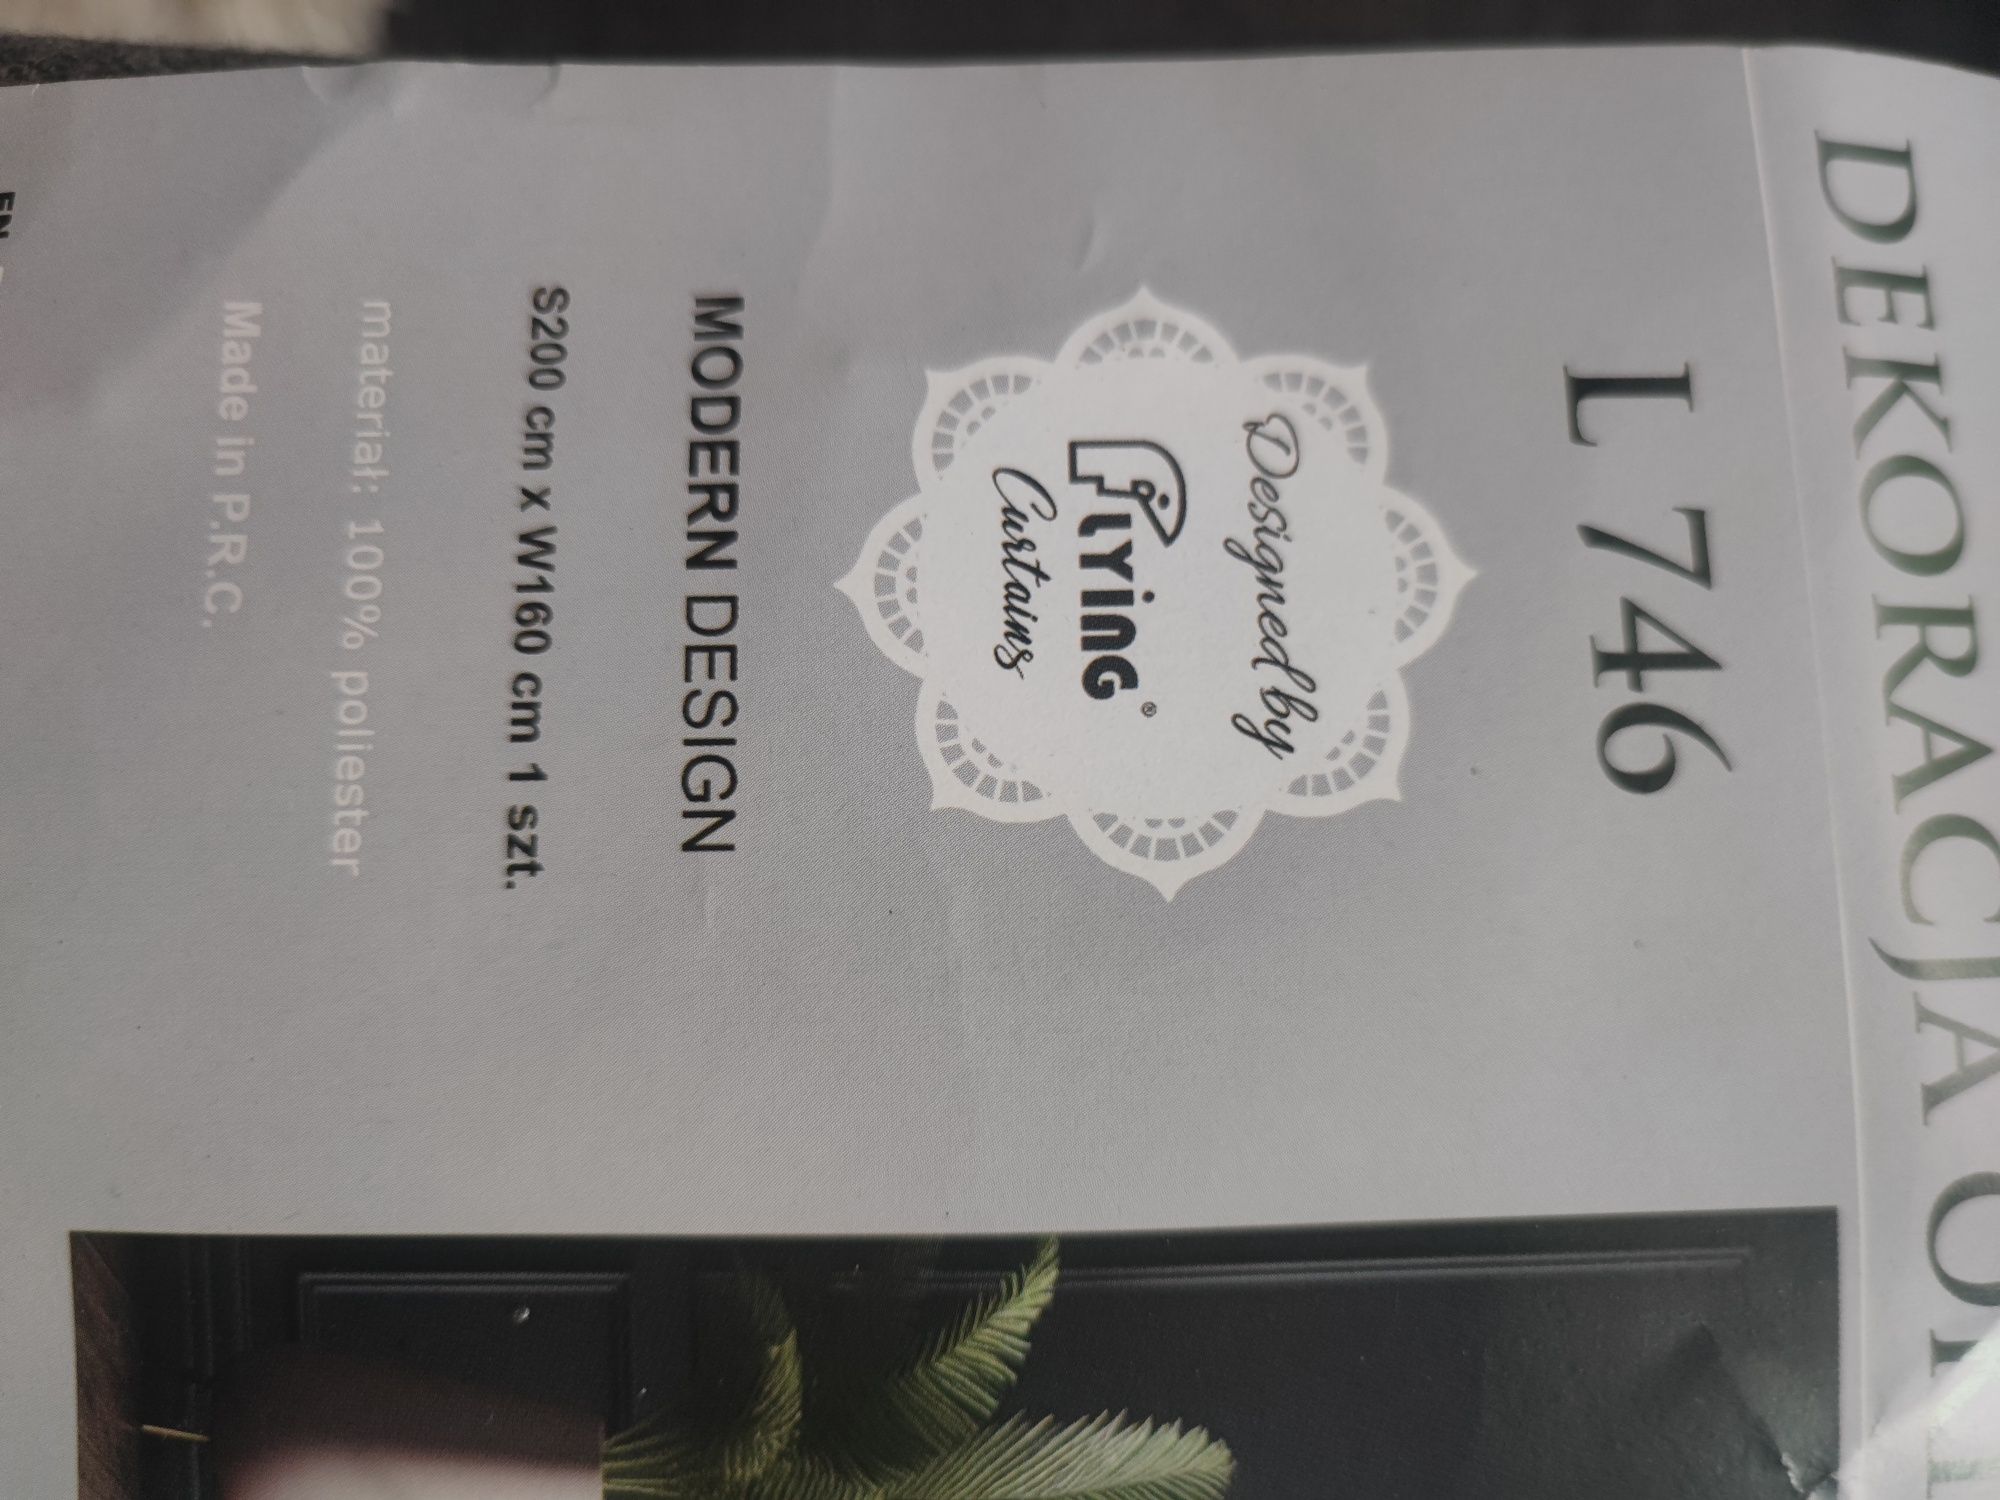 DEKORACJA
L 746
Designed by
FLYING®
Curtains
MODERN DESIGN
S200 cm x W160 cm 1 szt.
materiał: 100% poliester
Made in P.R.C.
EN